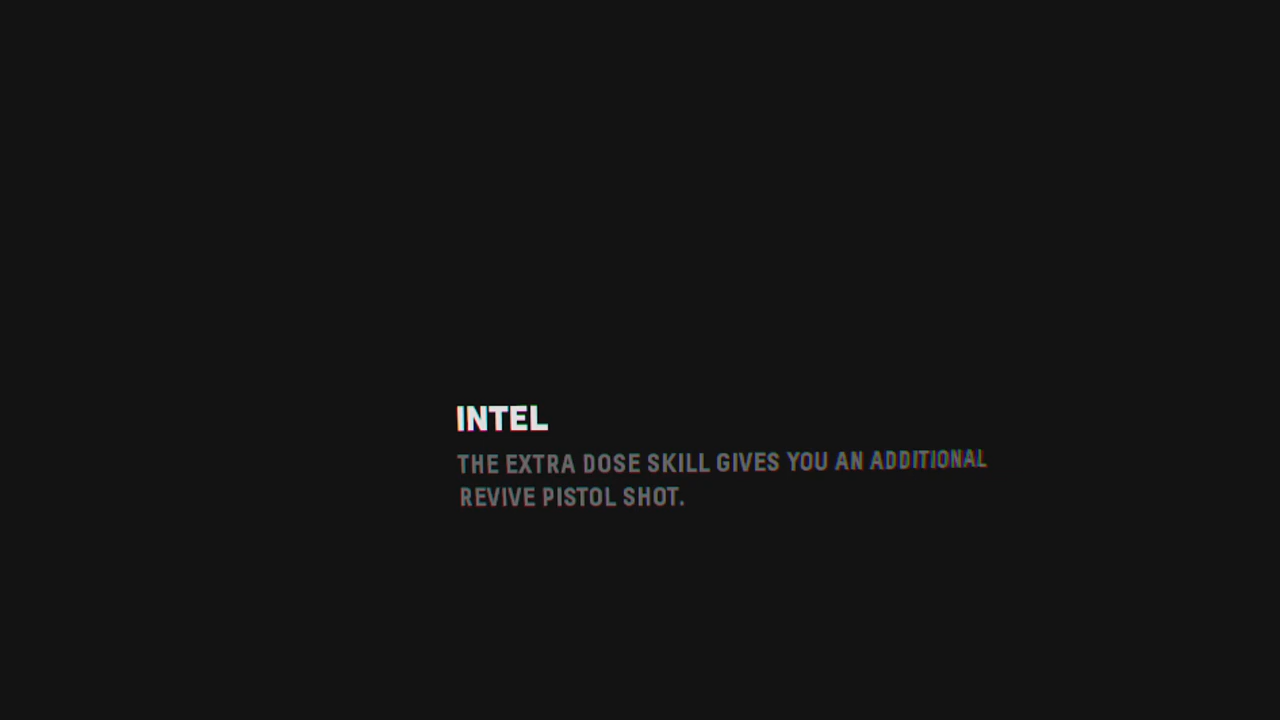 INTEL
THE EXTRA DOSE SKILL GIVES YOU AN ADDITIONAL
REVIVE PISTOL SHOT.